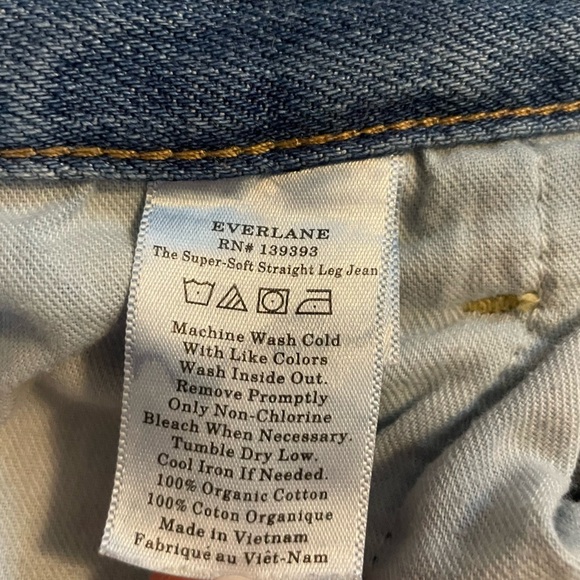 EVERLANE
RN# 139393
The Super-Soft Straight Leg Jean
Machine Wash Cold
With Like Colors
Wash Inside Out.
Remove Promptly
Only Non-Chlorine
Bleach When Necessary.
Tumble Dry Low.
Cool Iron If Needed.
100% Organic Cotton
100% Coton Organique
Made in Vietnam
Fabriqué au Viêt-Nam